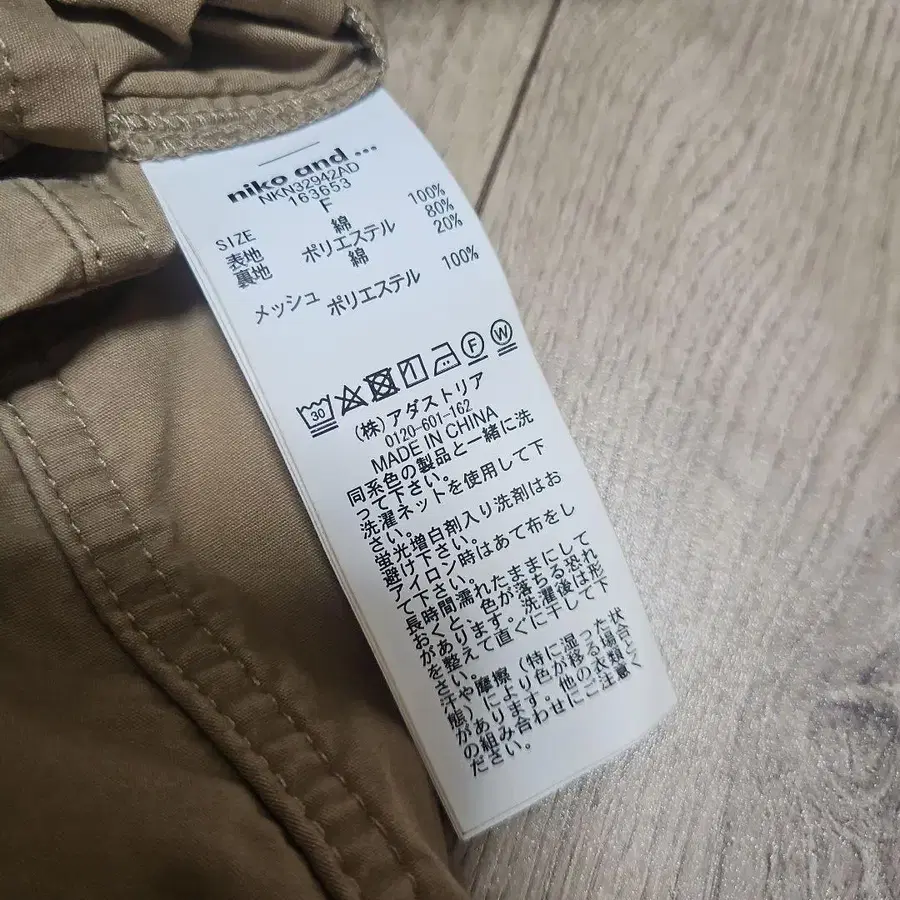 niko and ...
NKN32942AD
163653
SIZE F
表地 綿 100%
裏地 ポリエステル 80%
綿 20%
メッシュ ポリエステル 100%
30 F W
(株)アダストリア
0120-601-162
MADE IN CHINA
同系色の製品と一緒に洗
って下さい。
洗濯ネットを使用して下
さい。
蛍光増白剤入り洗剤はお
避け下さい。
アイロン時はあて布をし
て下さい。
長時間濡れたままにして
おくと、色が落ちる恐れ
があります。洗濯後は形
を整えて直ぐに干して下
さい。
汗や、摩擦(特に湿った状
態)により色が移る場合
があります。他の衣類と
の組み合わせにご注意く
ださい。